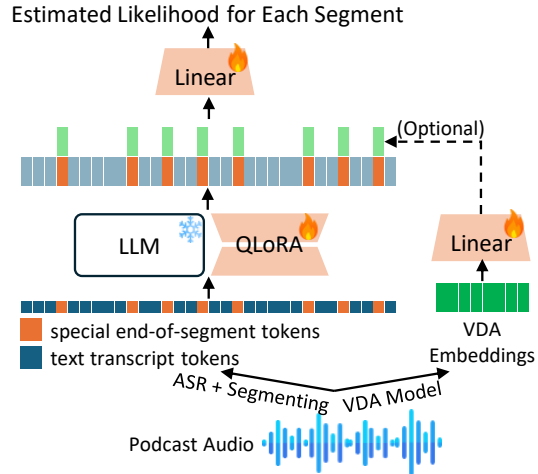 Estimated Likelihood for Each Segment
Linear
(Optional)
LLM
QLoRA
Linear
special end-of-segment tokens
text transcript tokens
VDA
Embeddings
ASR + Segmenting
VDA Model
Podcast Audio